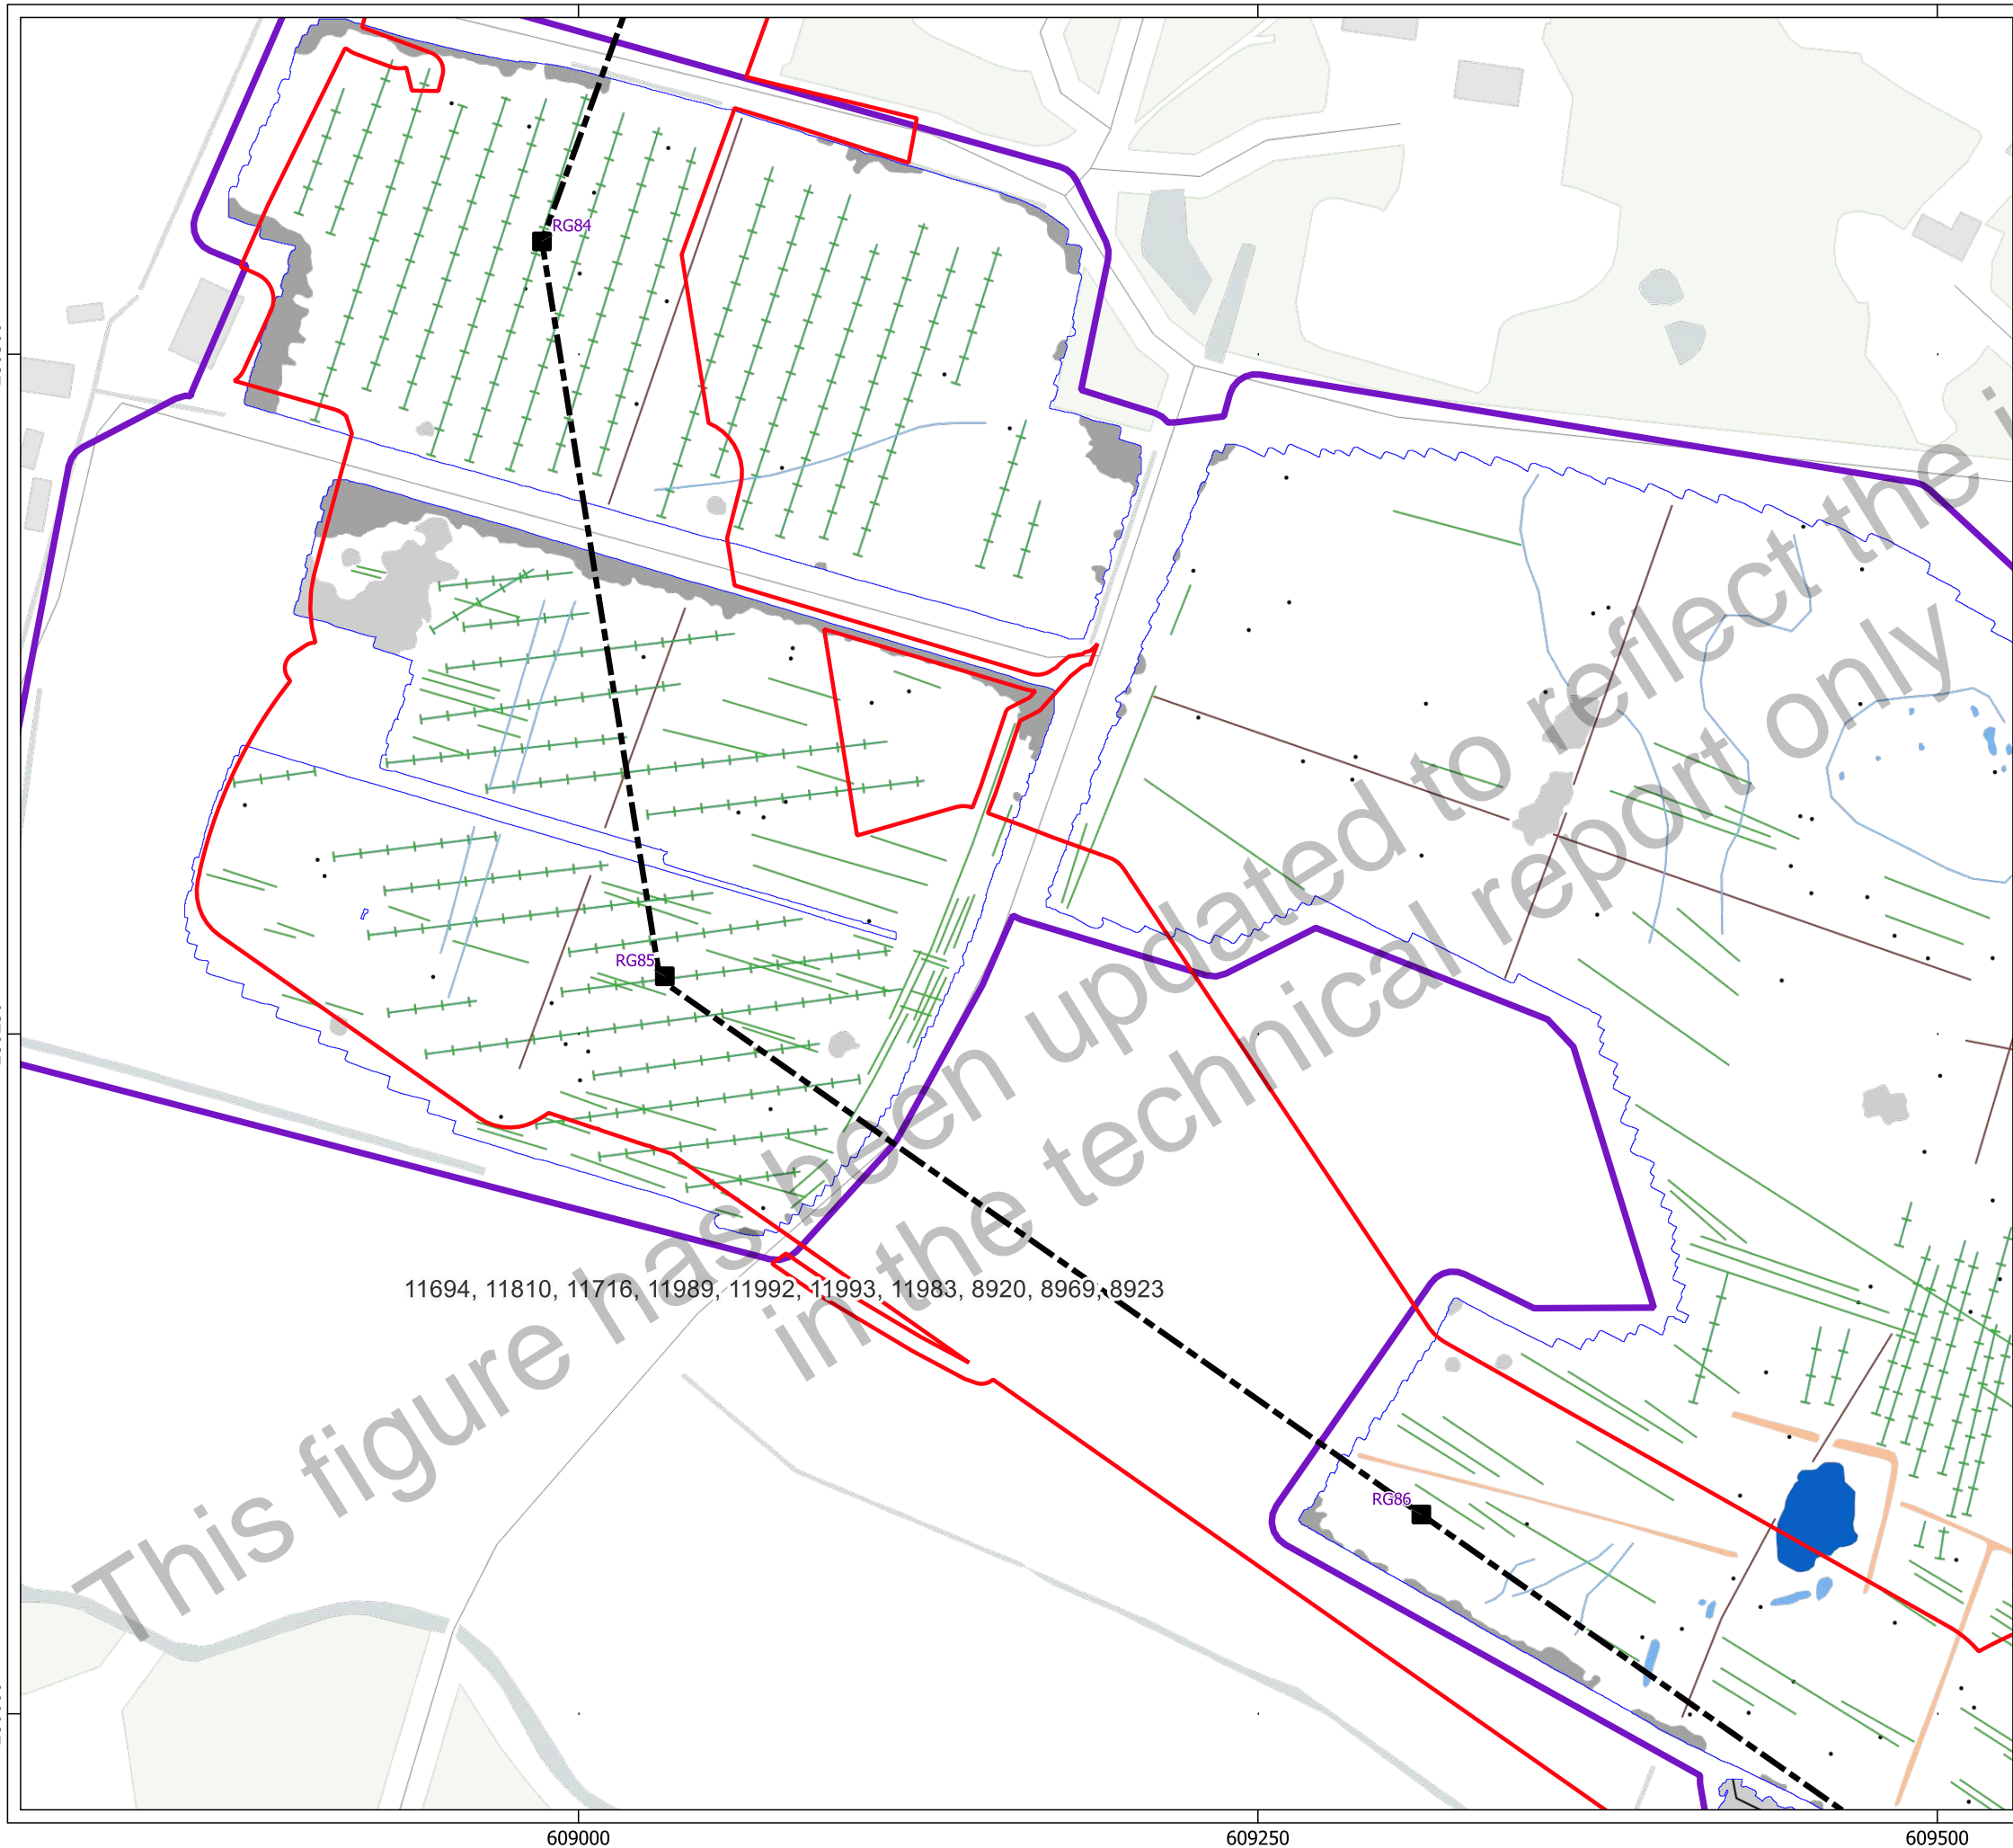 RG84
RG85
11694, 11810, 11716, 11989, 11992, 11993, 11983, 8920, 8969, 8923
RG86
This figure has been updated to reflect the
in the technical report only
609000
609250
609500